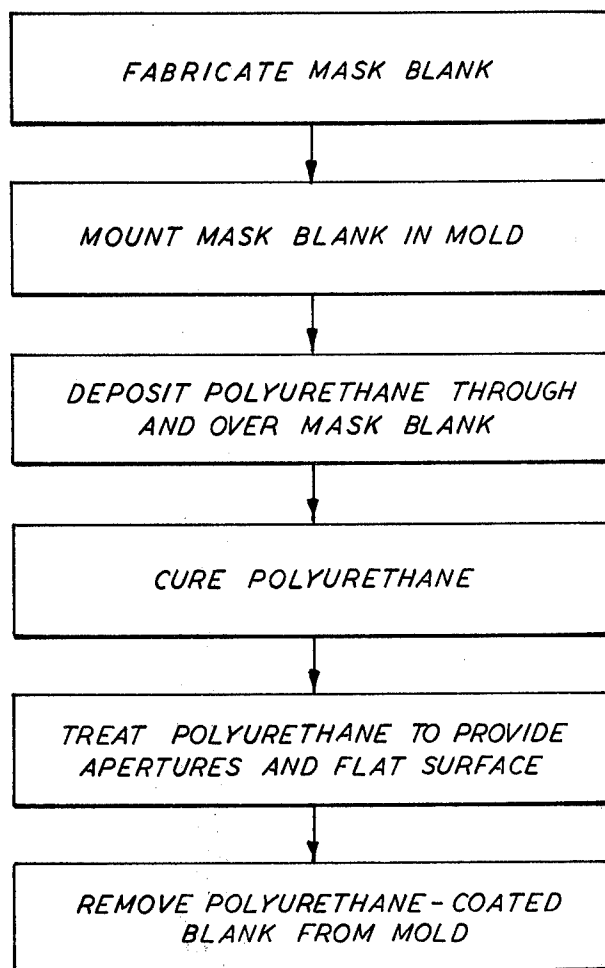 FABRICATE MASK BLANK
MOUNT MASK BLANK IN MOLD
DEPOSIT POLYURETHANE THROUGH
AND OVER MASK BLANK
CURE POLYURETHANE
TREAT POLYURETHANE TO PROVIDE
APERTURES AND FLAT SURFACE
REMOVE POLYURETHANE-COATED
BLANK FROM MOLD